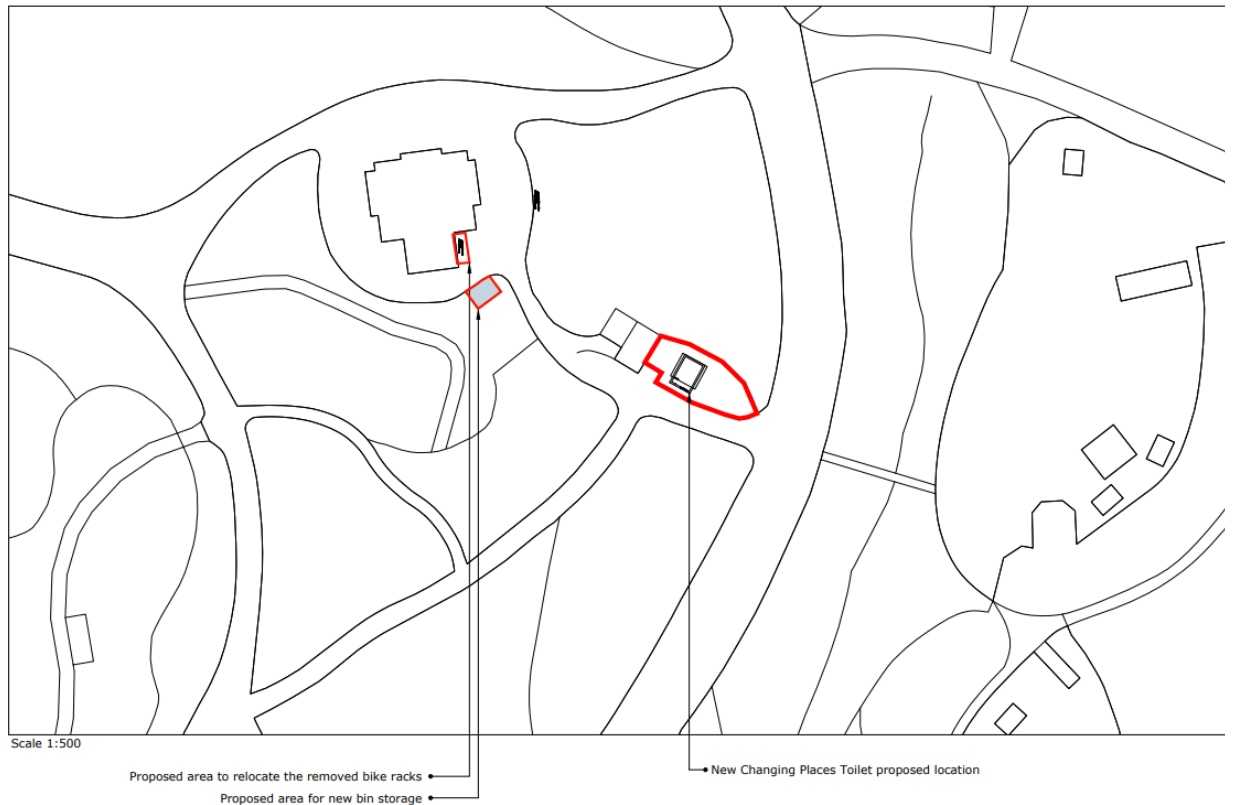 Scale 1:500
Proposed area to relocate the removed bike racks
New Changing Places Toilet proposed location
Proposed area for new bin storage